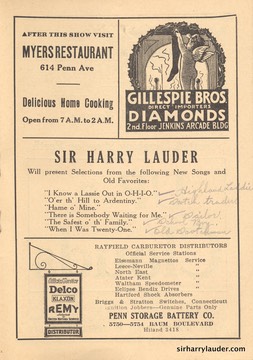 AFTER THIS SHOW VISIT
MYERS RESTAURANT
614 Penn Ave
Delicious Home Cooking
Open from 7 A.M. to 2 A.M.
GILLESPIE BROS.
DIRECT IMPORTERS
DIAMONDS
2nd. Floor JENKINS ARCADE BLDG
SIR HARRY LAUDER
Will present Selections from the following New Songs and
Old Favorites:
"I Know a Lassie Out in O-H-I-O."
"O'er th' Hill to Ardentiny."
"Hame o' Mine."
"There is Somebody Waiting for Me."
"The Safest o' th' Family."
"When I Was Twenty-One."
RAYFIELD CARBURETOR DISTRIBUTORS
Official Service Stations
Eisemann Magnetos Service
Leece-Neville
North East
Atwater Kent
Waltham Speedometer
Eclipse Bendix Drives
Hartford Shock Absorbers
Briggs & Stratton Switches, Connecticut
Genuine Parts Only
PENN STORAGE BATTERY CO.
5750—5754 BAUM BOULEVARD
Hiland 2418
Delco
KLAXON
REMY
DISTRIBUTOR
sirharrylauder.com